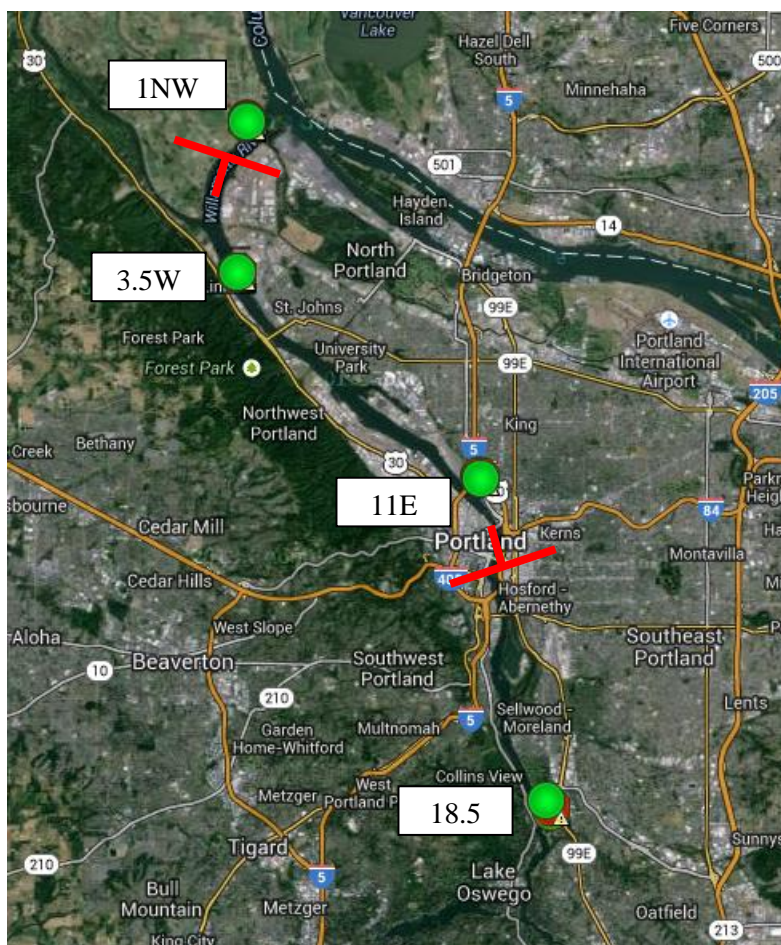 Vancouver
Lake
Colu
Five Corners
30
Hazel Dell
South
500
1NW
5
Minnehaha
501
Hayden
Island
14
North
Portland
Bridgeton
3.5W
99E
St. Johns
Portland
International
Airport
Forest Park
University
Park
99E
Forest Park
205
Northwest
Portland
King
Creek
Bethany
30
5
11E
84
Cedar Mill
Portland
Kerns
Montavilla
Cedar Hills
Hosford -
Abernethy
West Slope
Aloha
Beaverton
Southeast
Portland
10
Southwest
Portland
210
Sellwood -
Moreland
Lents
5
Multnomah
Garden
Home-Whitford
Collins View
West
Metzger
18.5
Tigard
99E
210
5
Lake
Oswego
Bull
Mountain
Metzger
Oatfield
King City
213